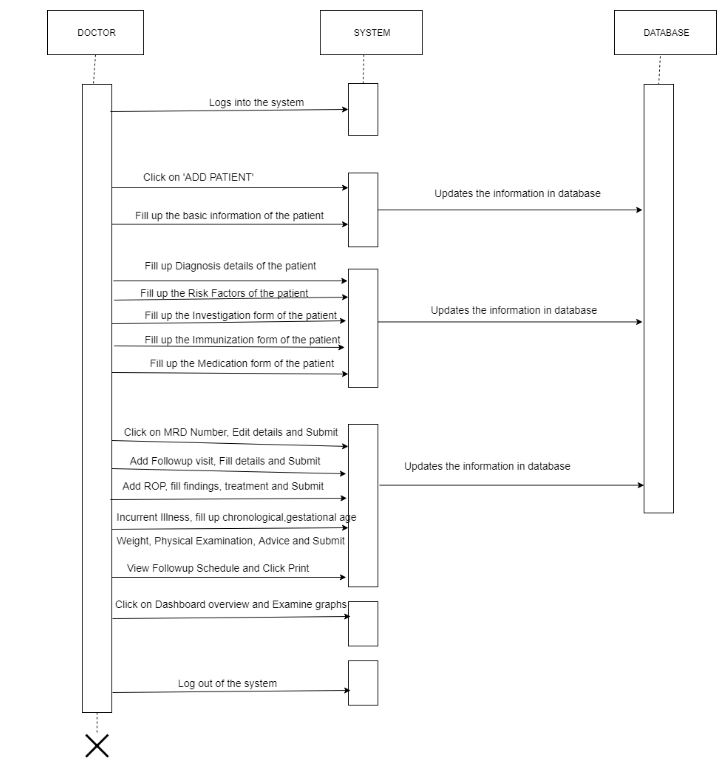 DOCTOR
SYSTEM
DATABASE
Logs into the system
Click on 'ADD PATIENT'
Updates the information in database
Fill up the basic information of the patient
Fill up Diagnosis details of the patient
Fill up the Risk Factors of the patient
Updates the information in database
Fill up the Investigation form of the patient
Fill up the Immunization form of the patient
Fill up the Medication form of the patient
Click on MRD Number, Edit details and Submit
Add Followup visit, Fill details and Submit
Updates the information in database
Add ROP, fill findings, treatment and Submit
Incurrent Illness, fill up chronological,gestational age
Weight, Physical Examination, Advice and Submit
View Followup Schedule and Click Print
Click on Dashboard overview and Examine graphs
Log out of the system